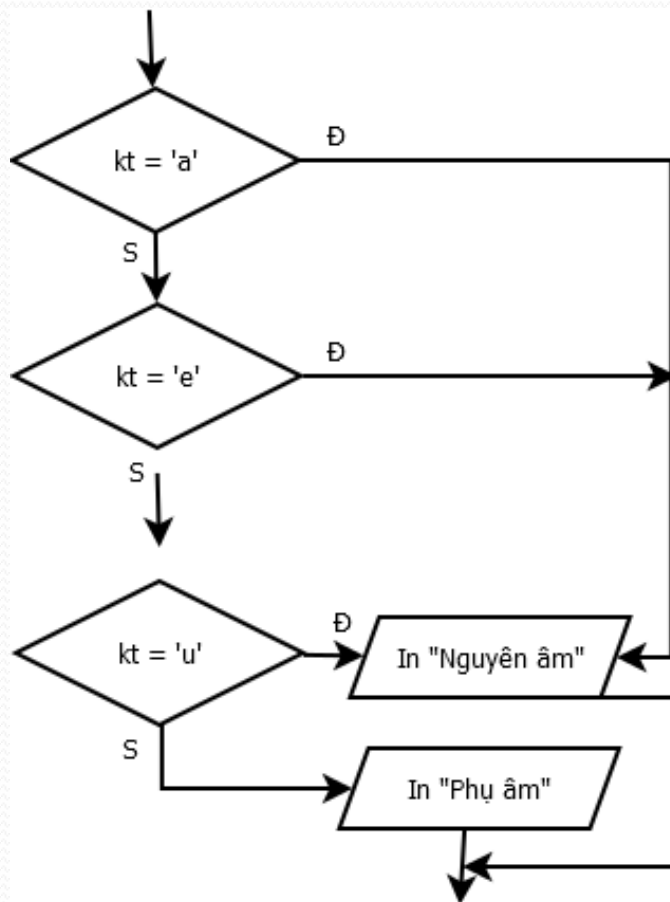 Đ
kt = 'a'
S
Đ
kt = 'e'
S
Đ
kt = 'u'
In "Nguyên âm"
S
In "Phụ âm"